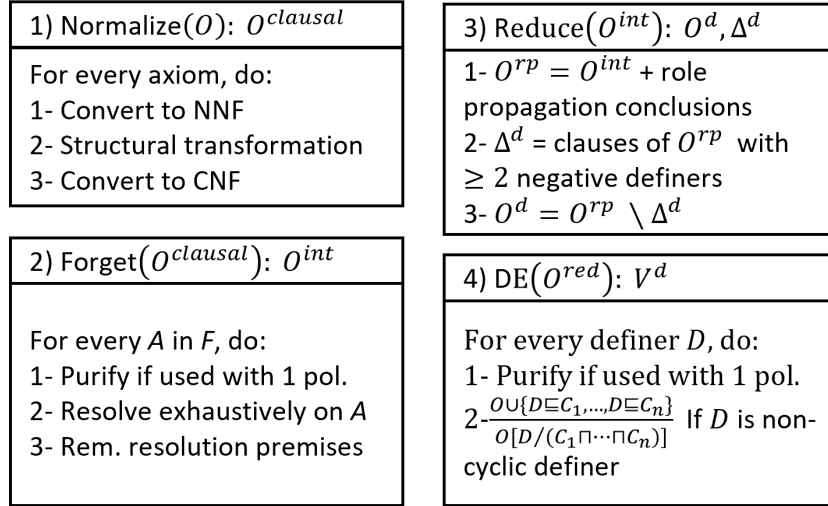 1) Normalize(O): O^clausal
For every axiom, do:
1- Convert to NNF
2- Structural transformation
3- Convert to CNF
2) Forget(O^clausal): O^int
For every A in F, do:
1- Purify if used with 1 pol.
2- Resolve exhaustively on A
3- Rem. resolution premises
3) Reduce(O^int): O^d, Δ^d
1- O^rp = O^int + role
propagation conclusions
2- Δ^d = clauses of O^rp with
≥ 2 negative definers
3- O^d = O^rp \ Δ^d
4) DE(O^red): V^d
For every definer D, do:
1- Purify if used with 1 pol.
2- O∪{D⊑C₁,…,D⊑Cₙ} / O[D/(C₁⊓⋯⊓Cₙ)] If D is non-
cyclic definer